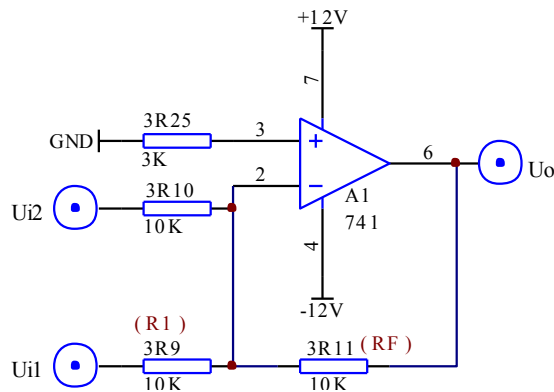 +12V
7
3R25
GND
3K
3
6
Uo
2
A1
741
3R10
Ui2
10K
4
-12V
(R1)
3R9
Ui1
10K
3R11
(RF)
10K